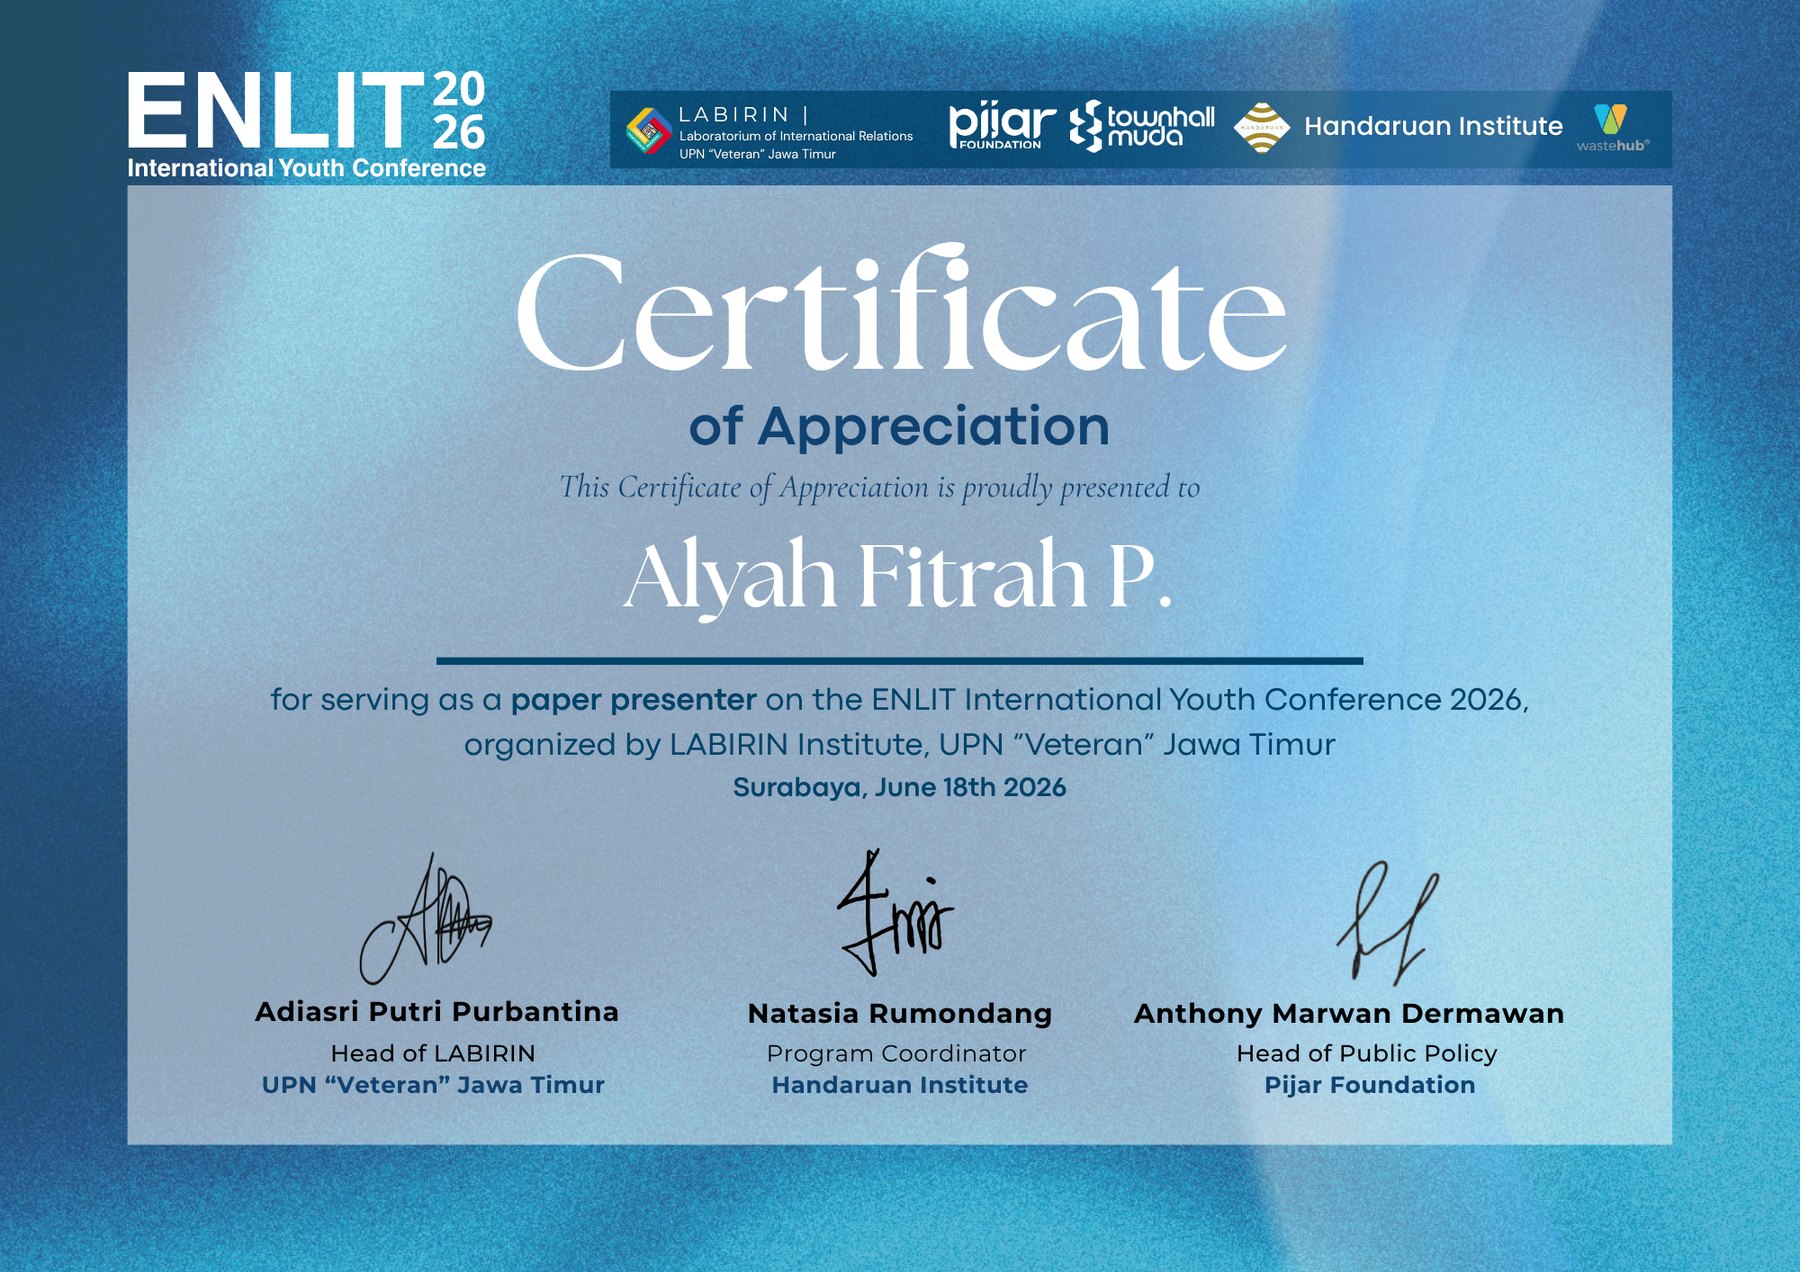 ENLIT 2026
International Youth Conference
LABIRIN |
Laboratorium of International Relations
UPN “Veteran” Jawa Timur
pijar
FOUNDATION
townhall
muda
HANDARUAN
Handaruan Institute
wastehub®
Certificate
of Appreciation
This Certificate of Appreciation is proudly presented to
Alyah Fitrah P.
for serving as a paper presenter on the ENLIT International Youth Conference 2026,
organized by LABIRIN Institute, UPN “Veteran” Jawa Timur
Surabaya, June 18th 2026
Adiasri Putri Purbantina
Head of LABIRIN
UPN “Veteran” Jawa Timur
Natasia Rumondang
Program Coordinator
Handaruan Institute
Anthony Marwan Dermawan
Head of Public Policy
Pijar Foundation